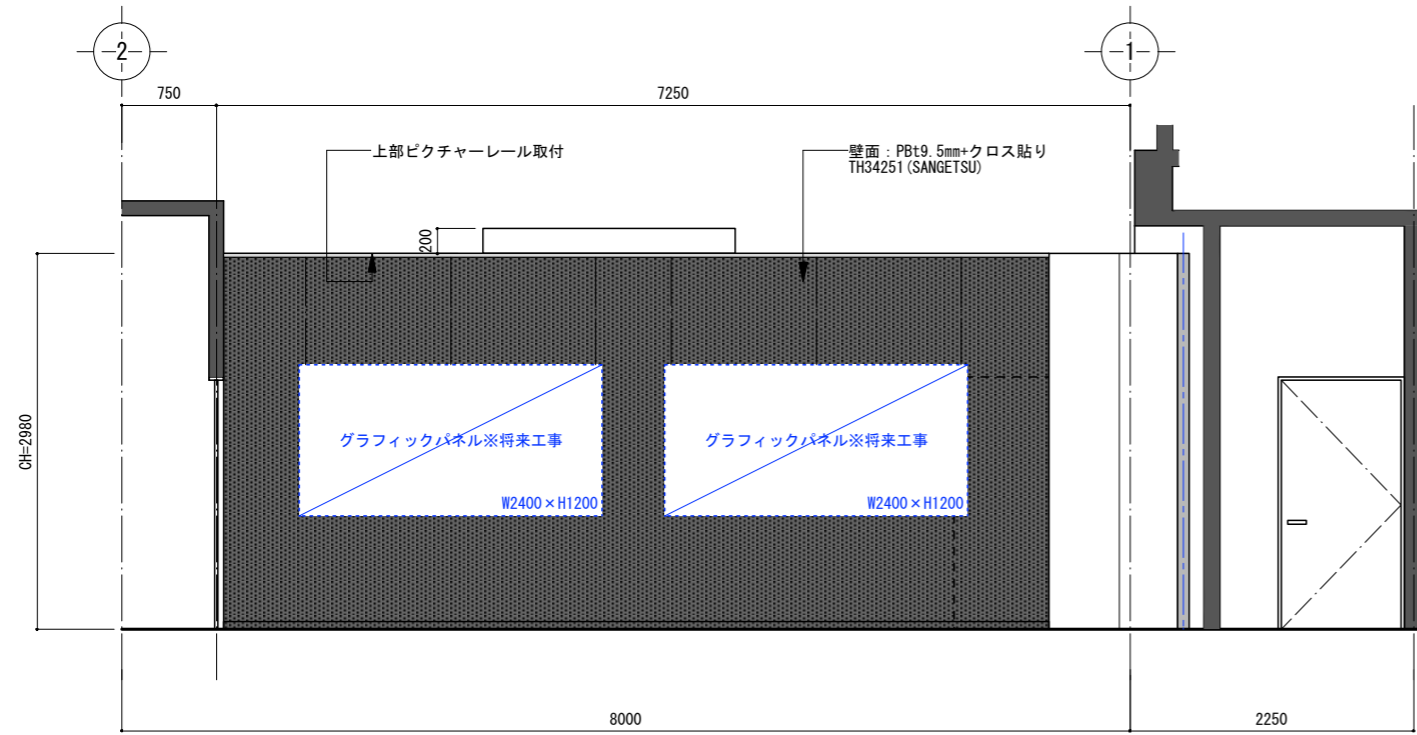 2
1
750
7250
上部ピクチャーレール取付
壁面：PBt9.5mm+クロス貼り
TH34251(SANGETSU)
200
CH=2980
グラフィックパネル※将来工事
W2400×H1200
グラフィックパネル※将来工事
W2400×H1200
8000
2250